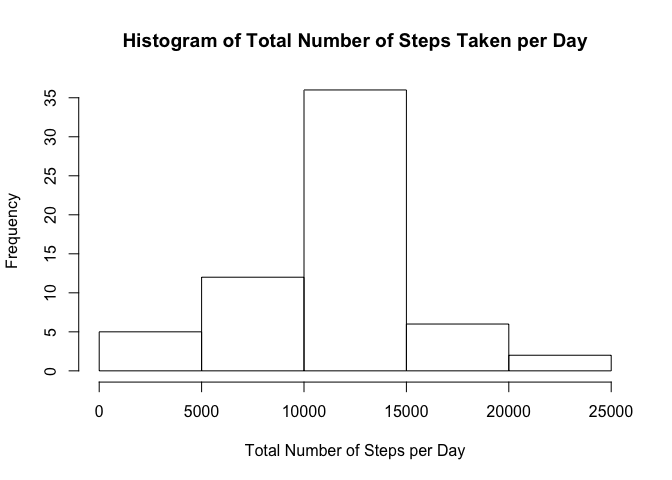 Histogram of Total Number of Steps Taken per Day
Frequency
35
30
25
20
15
10
5
0
0 5000 10000 15000 20000 25000
Total Number of Steps per Day